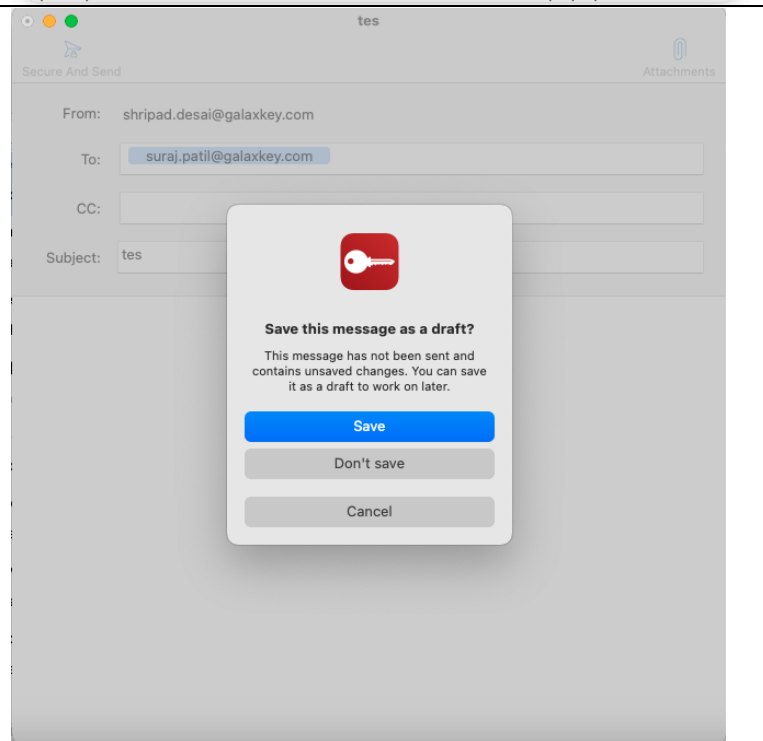 tes
Secure And Send
Attachments
From: shripad.desai@galaxkey.com
To: suraj.patil@galaxkey.com
CC:
Subject: tes
Save this message as a draft?
This message has not been sent and
contains unsaved changes. You can save
it as a draft to work on later.
Save
Don't save
Cancel